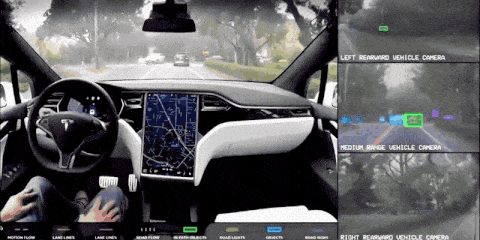 LEFT REARWARD VEHICLE CAMERA
MEDIUM RANGE VEHICLE CAMERA
RIGHT REARWARD VEHICLE CAMERA
MOTION FLOW
LANE LINES
LANE LINES
ROAD FLOW
IN-PATH OBJECTS
ROAD LIGHTS
OBJECTS
ROAD SIGNS